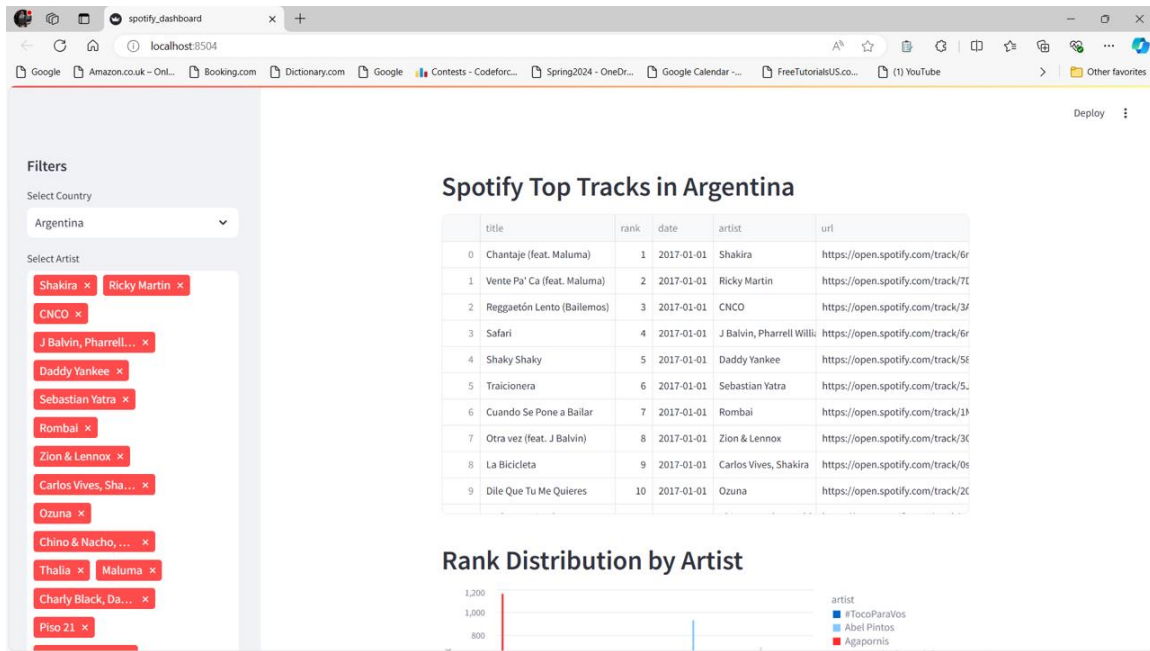 spotify_dashboard
localhost:8504
Google
Amazon.co.uk – Onl...
Booking.com
Dictionary.com
Google
Contests - Codeforc...
Spring2024 - OneDr...
Google Calendar -...
FreeTutorialsUS.co...
(1) YouTube
Other favorites
Deploy
Filters
Select Country
Argentina
Select Artist
Shakira × Ricky Martin ×
CNCO ×
J Balvin, Pharrell... ×
Daddy Yankee ×
Sebastian Yatra ×
Rombai ×
Zion & Lennox ×
Carlos Vives, Sha... ×
Ozuna ×
Chino & Nacho, ... ×
Thalia × Maluma ×
Charly Black, Da... ×
Piso 21 ×
Spotify Top Tracks in Argentina
title rank date artist url
0 Chantaje (feat. Maluma) 1 2017-01-01 Shakira https://open.spotify.com/track/6r
1 Vente Pa' Ca (feat. Maluma) 2 2017-01-01 Ricky Martin https://open.spotify.com/track/7D
2 Reggaetón Lento (Bailemos) 3 2017-01-01 CNCO https://open.spotify.com/track/3A
3 Safari 4 2017-01-01 J Balvin, Pharrell Willi https://open.spotify.com/track/6r
4 Shaky Shaky 5 2017-01-01 Daddy Yankee https://open.spotify.com/track/58
5 Traicionera 6 2017-01-01 Sebastian Yatra https://open.spotify.com/track/5.
6 Cuando Se Pone a Bailar 7 2017-01-01 Rombai https://open.spotify.com/track/1M
7 Otra vez (feat. J Balvin) 8 2017-01-01 Zion & Lennox https://open.spotify.com/track/30
8 La Bicicleta 9 2017-01-01 Carlos Vives, Shakira https://open.spotify.com/track/0s
9 Dile Que Tu Me Quieres 10 2017-01-01 Ozuna https://open.spotify.com/track/20
Rank Distribution by Artist
1,200
1,000
800
artist
#TocoParaVos
Abel Pintos
Agapornis